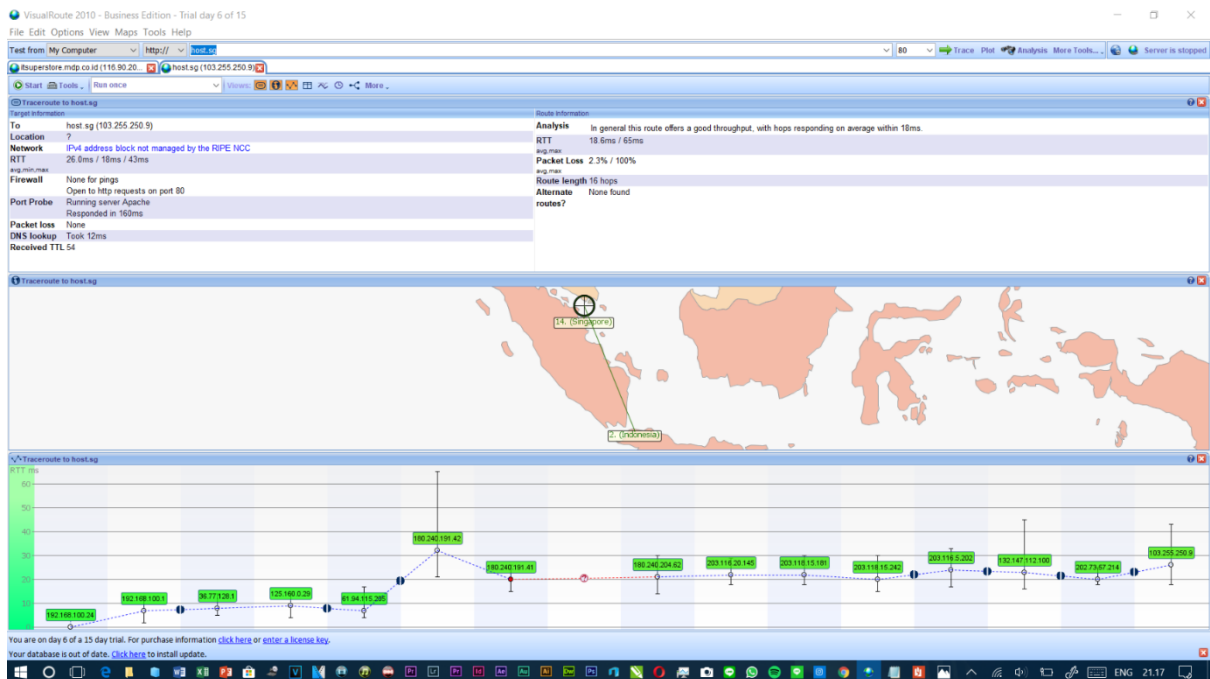 VisualRoute 2010 - Business Edition - Trial day 6 of 15
File Edit Options View Maps Tools Help
Test from My Computer http:// host.sg 80 Trace Plot Analysis More Tools... Server is stopped
itsuperstore.mdp.co.id (116.90.20... host.sg (103.255.250.9)
Start Tools Run once Views: More
Traceroute to host.sg
Target Information Route Information
To host.sg (103.255.250.9)
Location ?
Network IPv4 address block not managed by the RIPE NCC
RTT 26.0ms / 18ms / 43ms
avg,min,max
Firewall None for pings
Open to http requests on port 80
Port Probe Running server Apache
Responded in 160ms
Packet loss None
DNS lookup Took 12ms
Received TTL 54
Analysis In general this route offers a good throughput, with hops responding on average within 18ms.
RTT 18.6ms / 65ms
avg,max
Packet Loss 2.3% / 100%
avg,max
Route length 16 hops
Alternate None found
routes?
Traceroute to host.sg
14. (Singapore)
2. (Indonesia)
Traceroute to host.sg
RTT ms
60
50
40
30
20
10
0
192.168.100.24
192.168.100.1
36.77.128.1
125.160.0.29
61.94.115.265
180.240.191.42
180.240.191.41
180.240.204.62
203.116.20.145
203.118.15.242
203.116.5.202
132.147.112.100
202.73.57.214
103.255.250.9
You are on day 6 of a 15 day trial. For purchase information click here or enter a license key.
Your database is out of date. Click here to install update.
ENG 21.17